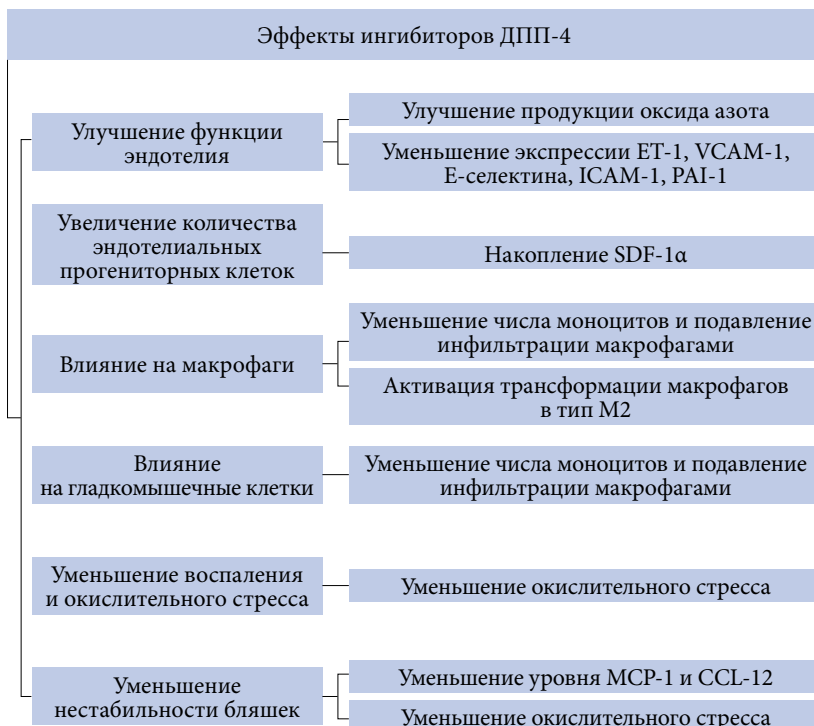 Эффекты ингибиторов ДПП-4
Улучшение функции
эндотелия
Улучшение продукции оксида азота
Уменьшение экспрессии ET-1, VCAM-1,
Е-селектина, ICAM-1, PAI-1
Увеличение количества
эндотелиальных
прогениторных клеток
Накопление SDF-1α
Влияние на макрофаги
Уменьшение числа моноцитов и подавление
инфильтрации макрофагами
Активация трансформации макрофагов
в тип М2
Влияние
на гладкомышечные клетки
Уменьшение числа моноцитов и подавление
инфильтрации макрофагами
Уменьшение воспаления
и окислительного стресса
Уменьшение окислительного стресса
Уменьшение
нестабильности бляшек
Уменьшение уровня MCP-1 и CCL-12
Уменьшение окислительного стресса